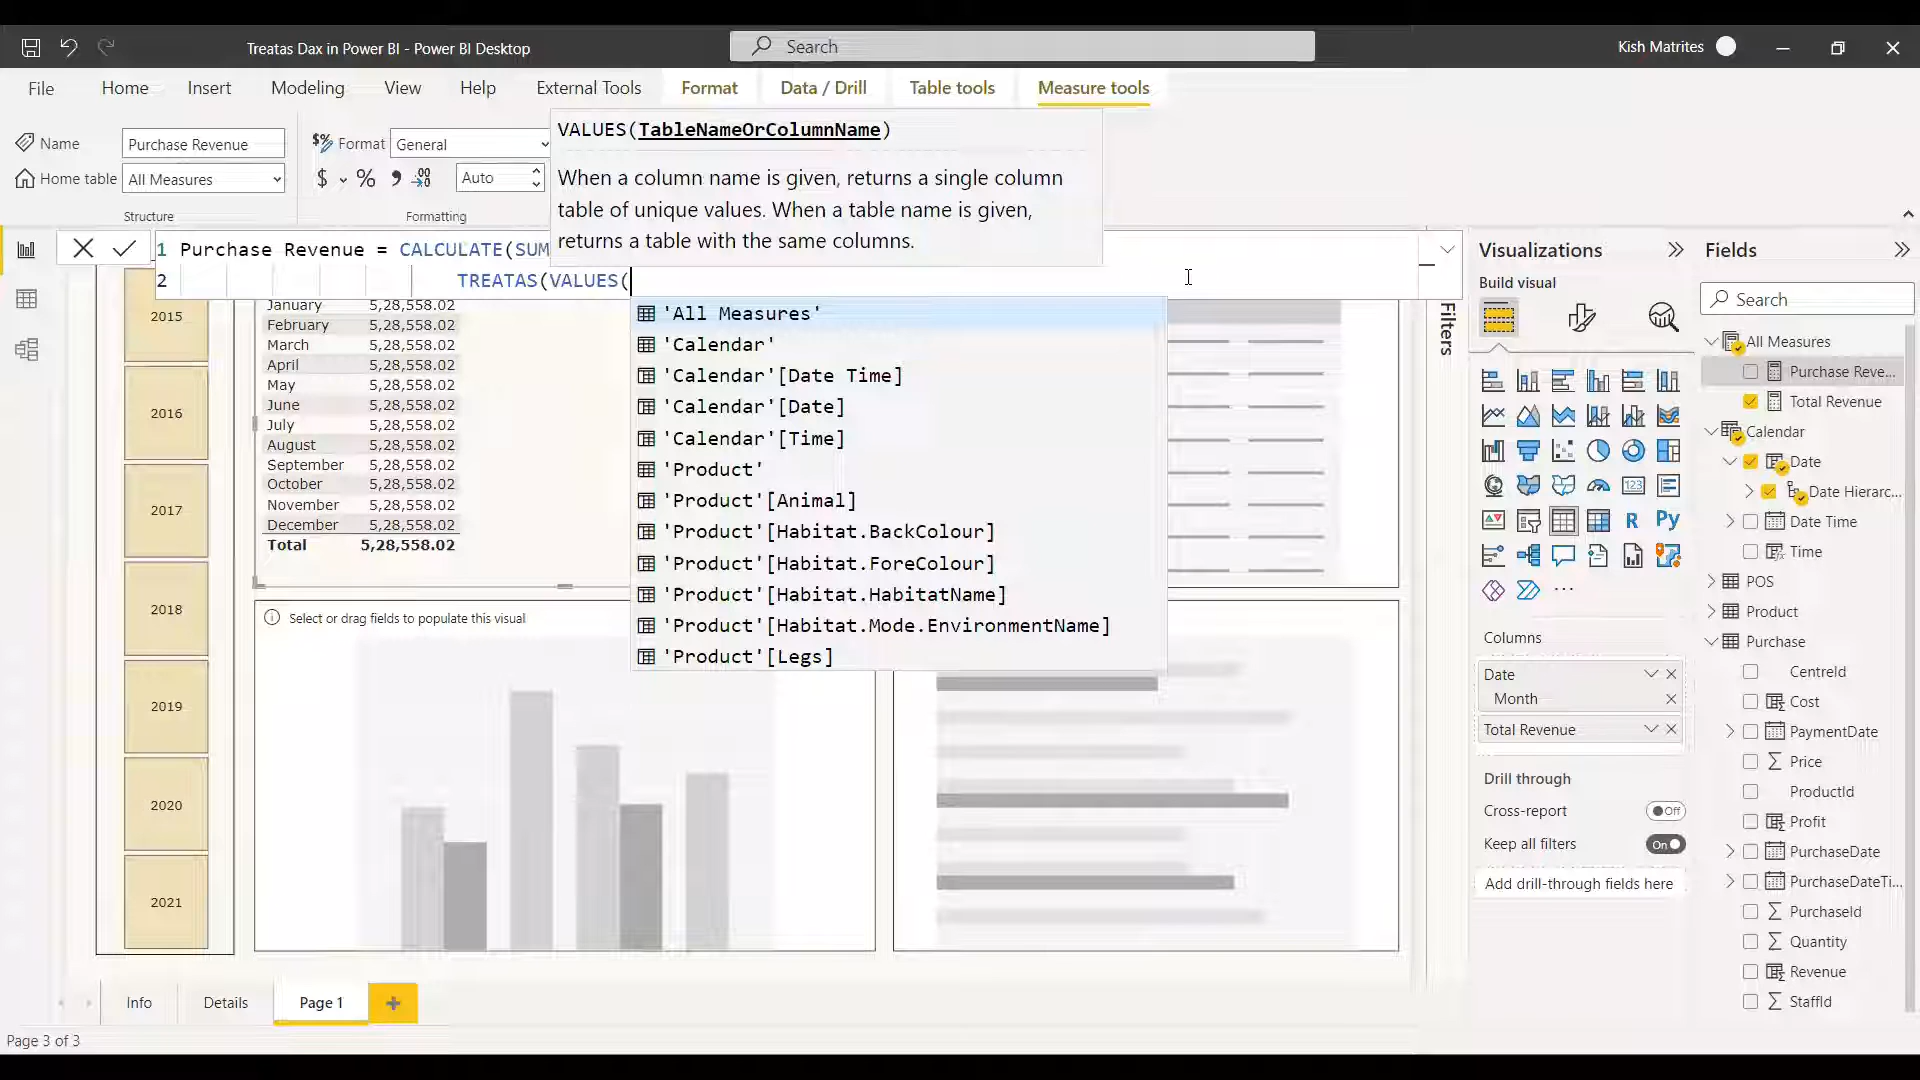 Treatas Dax in Power BI - Power BI Desktop
Search
Kish Matrites
File
Home
Insert
Modeling
View
Help
External Tools
Format
Data / Drill
Table tools
Measure tools
Name
Purchase Revenue
Home table
All Measures
Structure
Format
General
$
%
Auto
Formatting
VALUES(TableNameOrColumnName)
When a column name is given, returns a single column
table of unique values. When a table name is given,
returns a table with the same columns.
1 Purchase Revenue = CALCULATE(SUM
2 TREATAS(VALUES(
'All Measures'
'Calendar'
'Calendar'[Date Time]
'Calendar'[Date]
'Calendar'[Time]
'Product'
'Product'[Animal]
'Product'[Habitat.BackColour]
'Product'[Habitat.ForeColour]
'Product'[Habitat.HabitatName]
'Product'[Habitat.Mode.EnvironmentName]
'Product'[Legs]
2015
2016
2017
2018
2019
2020
2021
January 5,28,558.02
February 5,28,558.02
March 5,28,558.02
April 5,28,558.02
May 5,28,558.02
June 5,28,558.02
July 5,28,558.02
August 5,28,558.02
September 5,28,558.02
October 5,28,558.02
November 5,28,558.02
December 5,28,558.02
Total 5,28,558.02
Select or drag fields to populate this visual
Filters
Visualizations
Build visual
123
R
Py
Columns
Date
Month
Total Revenue
Drill through
Cross-report
Off
Keep all filters
On
Add drill-through fields here
Fields
Search
All Measures
Purchase Reve...
Total Revenue
Calendar
Date
Date Hierarc...
Date Time
Time
POS
Product
Purchase
CentreId
Cost
PaymentDate
Price
ProductId
Profit
PurchaseDate
PurchaseDateTi...
PurchaseId
Quantity
Revenue
StaffId
Info
Details
Page 1
Page 3 of 3